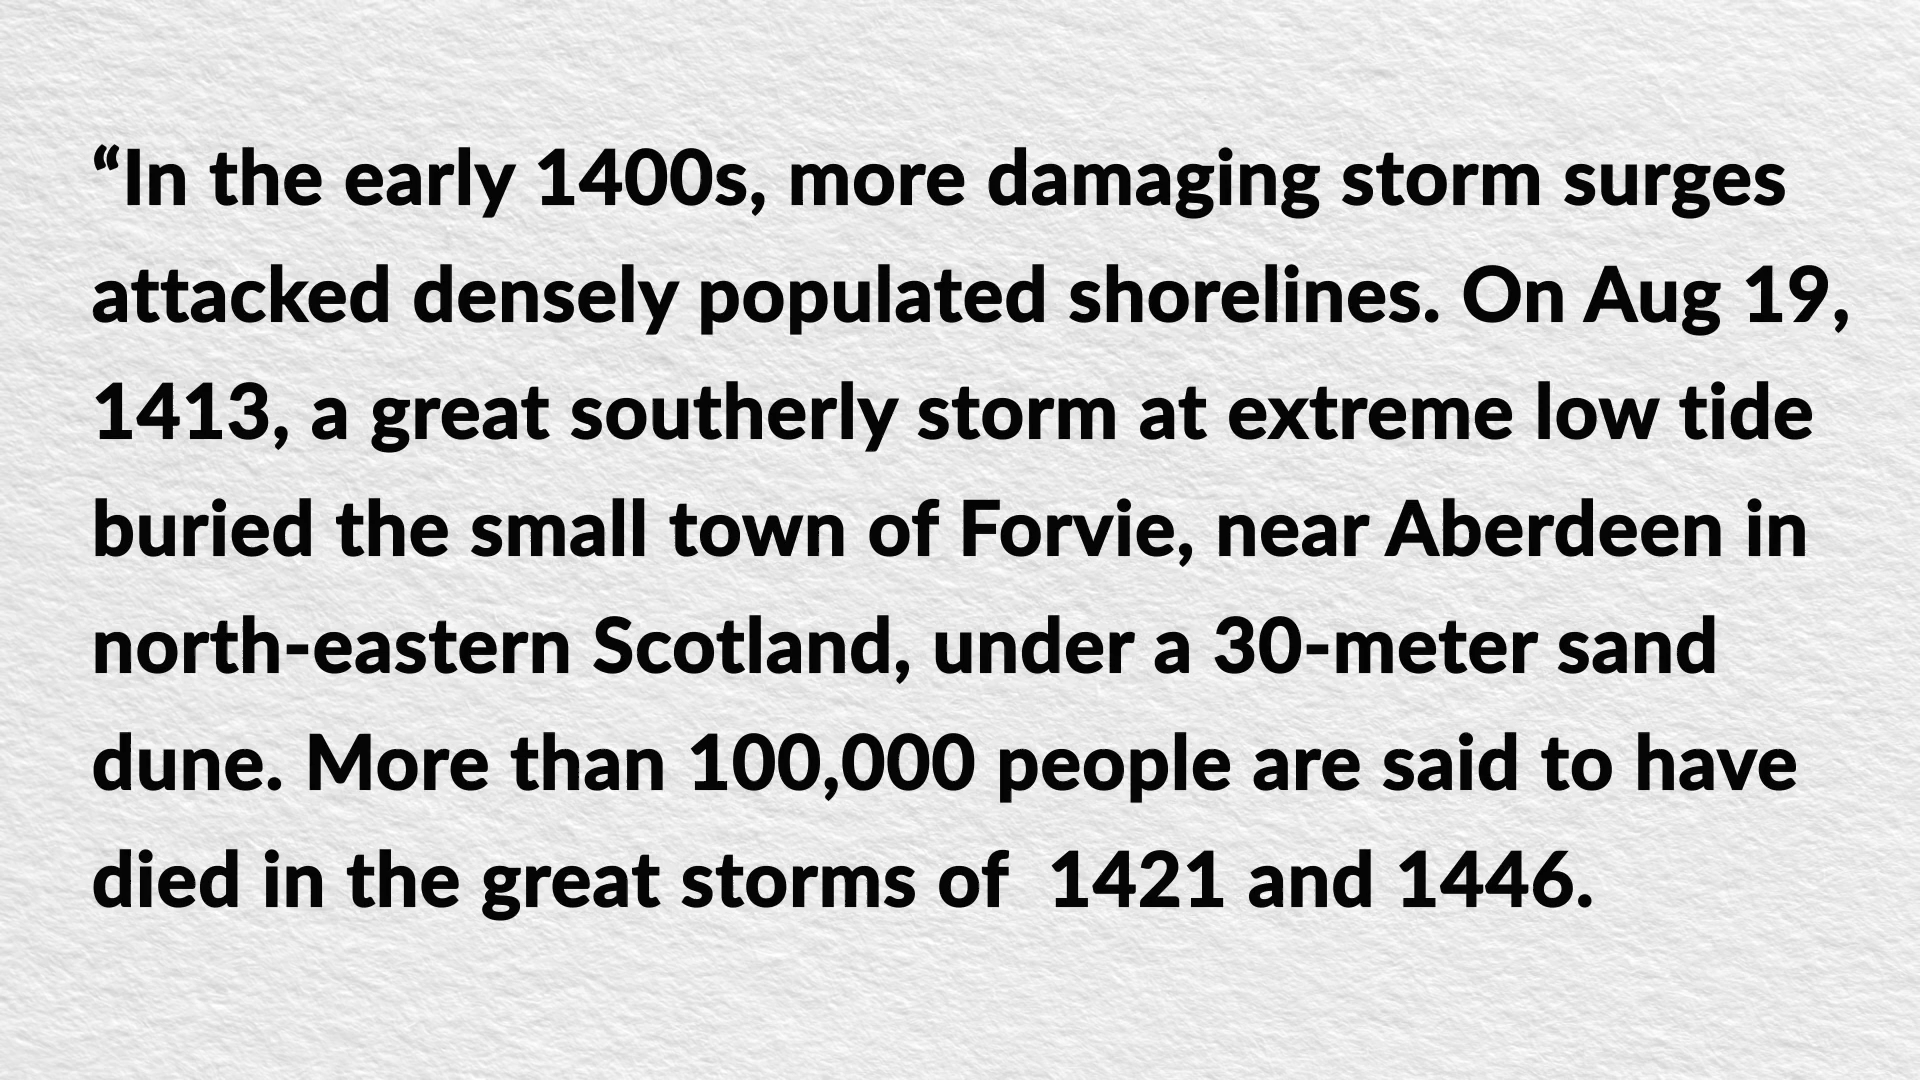 “In the early 1400s, more damaging storm surges
attacked densely populated shorelines. On Aug 19,
1413, a great southerly storm at extreme low tide
buried the small town of Forvie, near Aberdeen in
north-eastern Scotland, under a 30-meter sand
dune. More than 100,000 people are said to have
died in the great storms of  1421 and 1446.